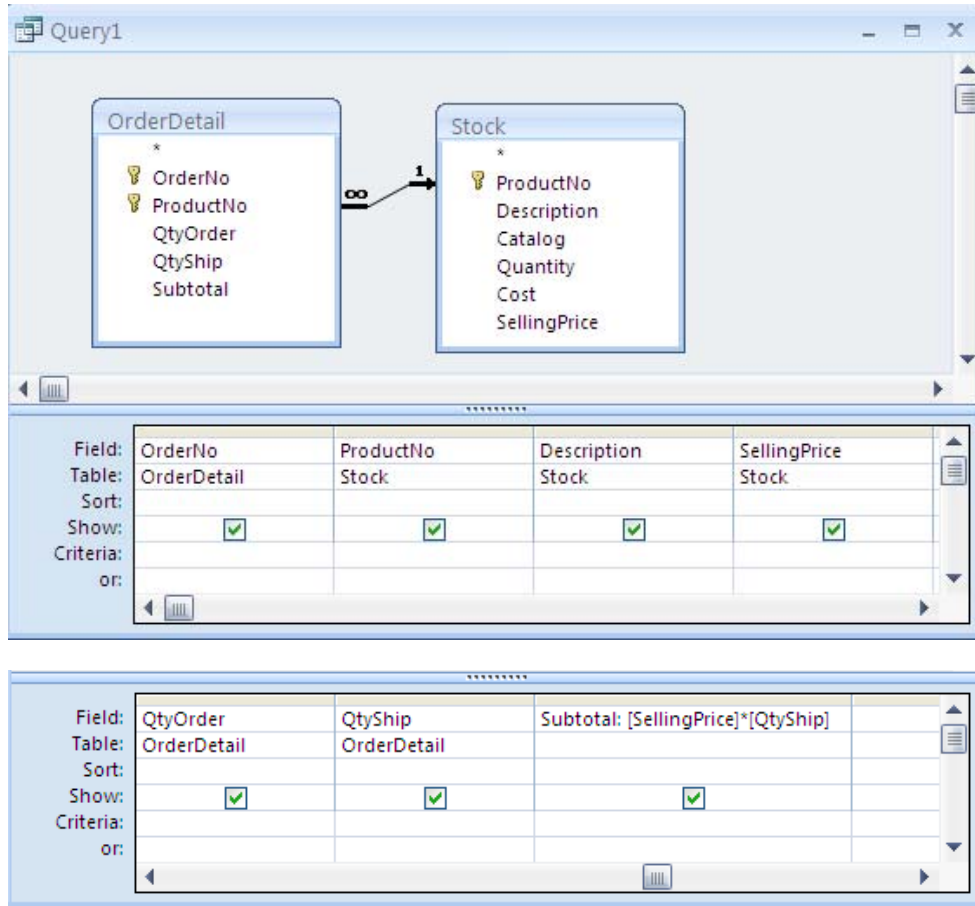 Query1
OrderDetail
*
OrderNo
ProductNo
QtyOrder
QtyShip
Subtotal
∞ 1
Stock
*
ProductNo
Description
Catalog
Quantity
Cost
SellingPrice
Field: OrderNo ProductNo Description SellingPrice
Table: OrderDetail Stock Stock Stock
Sort:
Show:
Criteria:
or:
Field: QtyOrder QtyShip Subtotal: [SellingPrice]*[QtyShip]
Table: OrderDetail OrderDetail
Sort:
Show:
Criteria:
or: